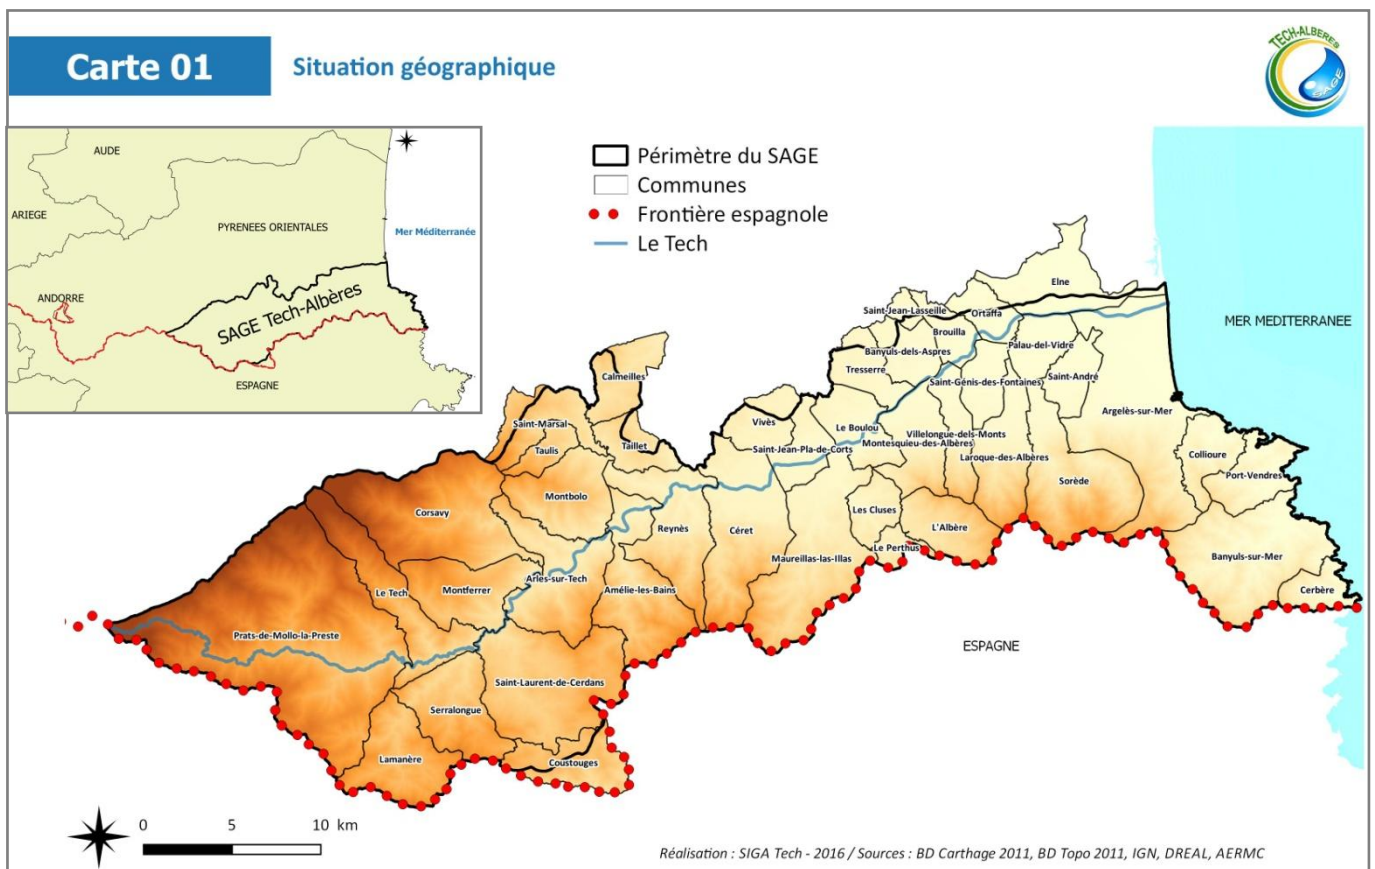 Carte 01
Situation géographique
TECH-ALBERES
SAGE
AUDE
ARIEGE
PYRENEES ORIENTALES
Mer Méditerranée
ANDORRE
SAGE Tech-Albères
ESPAGNE
Périmètre du SAGE
Communes
Frontière espagnole
Le Tech
MER MEDITERRANEE
Elne
Saint-Jean-Lasseille
Ortaffa
Brouilla
Banyuls-dels-Aspres
Palau-del-Vidre
Tresserre
Calmeilles
Saint-Génis-des-Fontaines
Saint-André
Argelès-sur-Mer
Saint-Marsal
Vivès
Le Boulou
Villelongue-dels-Monts
Taillet
Taulis
Saint-Jean-Pla-de-Corts
Montesquieu-des-Albères
Laroque-des-Albères
Collioure
Port-Vendres
Sorède
Montbolo
Corsavy
Les Cluses
Reynès
Céret
L'Albère
Le Perthus
Maureillas-las-Illas
Banyuls-sur-Mer
Arles-sur-Tech
Le Tech
Montferrer
Amélie-les-Bains
Cerbère
Prats-de-Mollo-la-Preste
ESPAGNE
Saint-Laurent-de-Cerdans
Serralongue
Lamanère
Coustouges
0 5 10 km
Réalisation : SIGA Tech - 2016 / Sources : BD Carthage 2011, BD Topo 2011, IGN, DREAL, AERMC